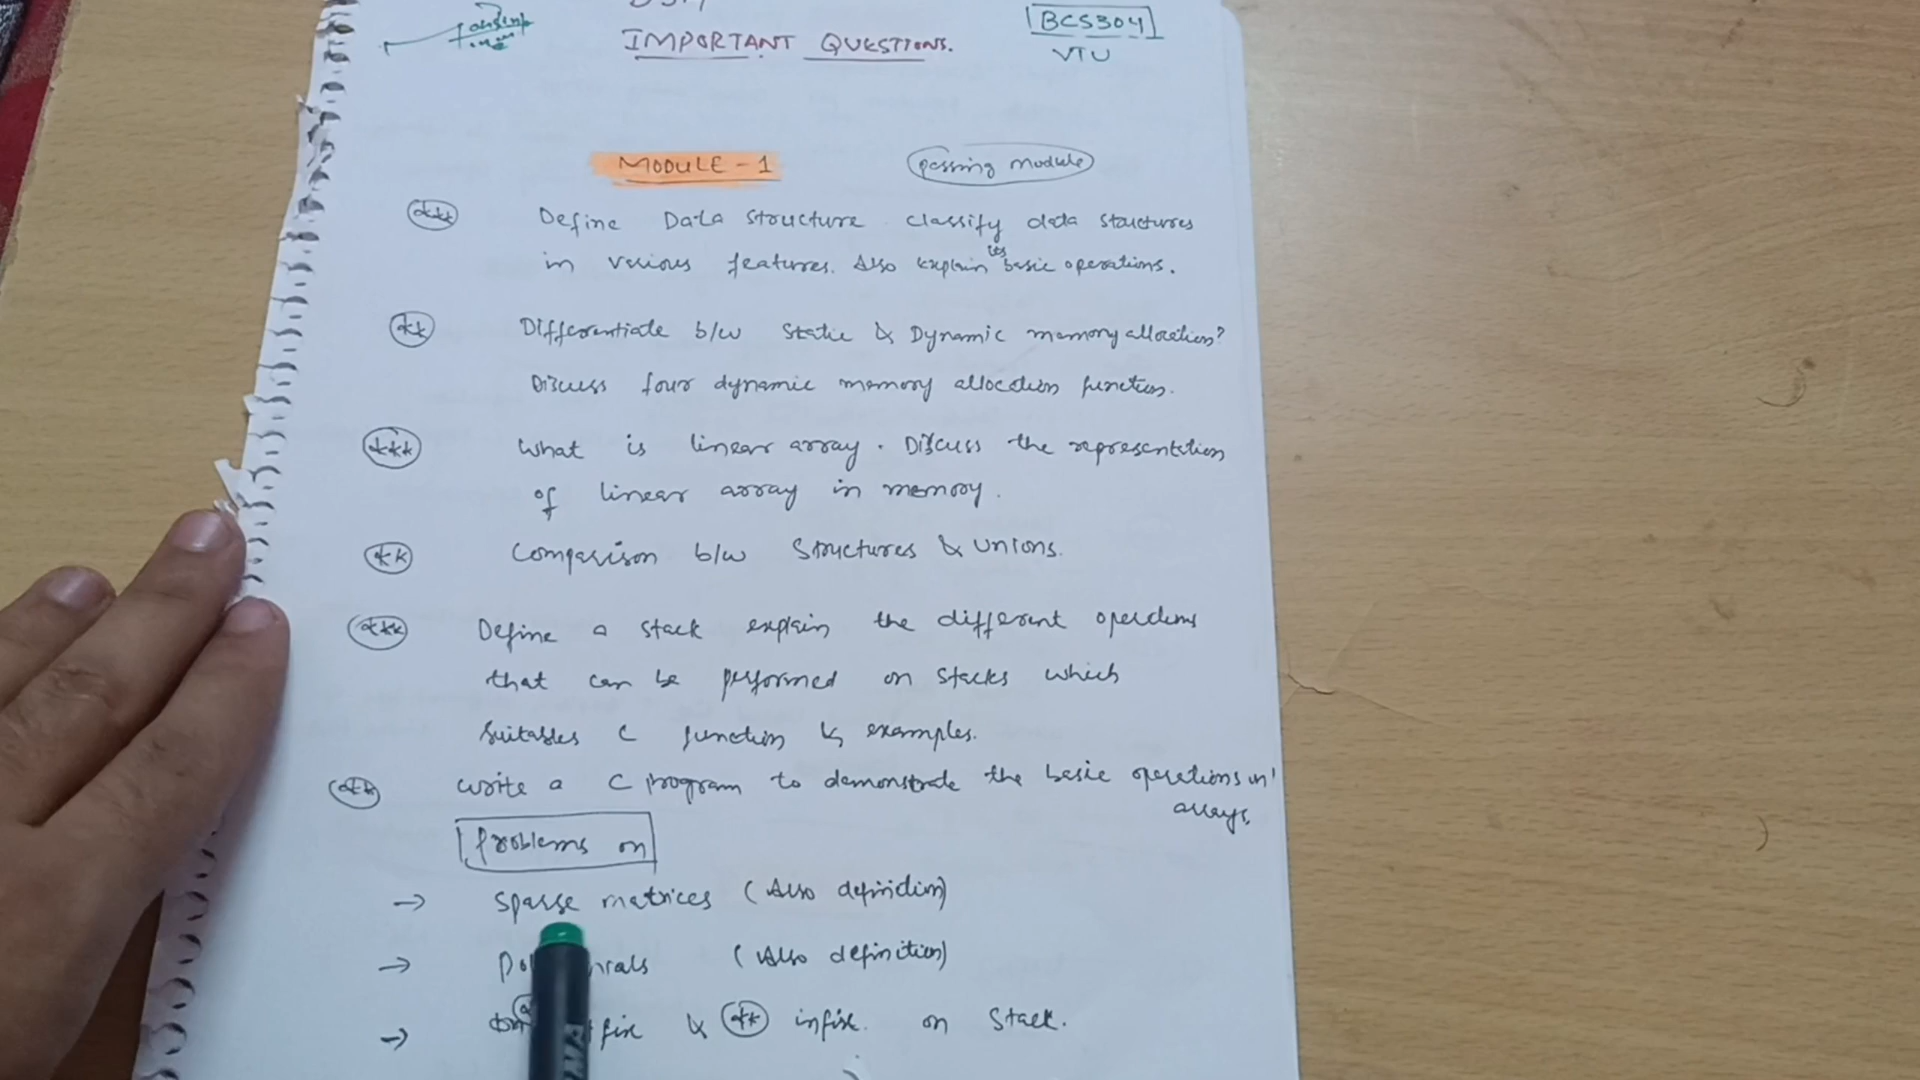 IMPORTANT QUESTIONS.
BCS304
VTU
MODULE - 1
passing module
Define Data structure classify data structures
in various features. Also explain its basic operations.
Differentiate b/w static & Dynamic memory allocation?
Discuss four dynamic memory allocation function.
What is linear array. Discuss the representation
of linear array in memory.
Comparison b/w Structures & Unions.
Define a stack explain the different operations
that can be performed on stacks which
suitables C function & examples.
Write a C program to demonstrate the basic operations in
arrays.
Problems on
→ Sparse matrices (Also definition)
→ (Also definition)
→ & ** infix. on Stack.